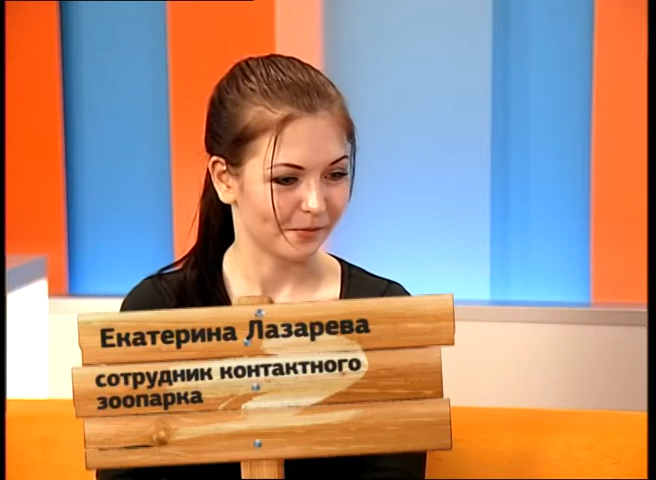 Екатерина Лазарева
сотрудник контактного
зоопарка